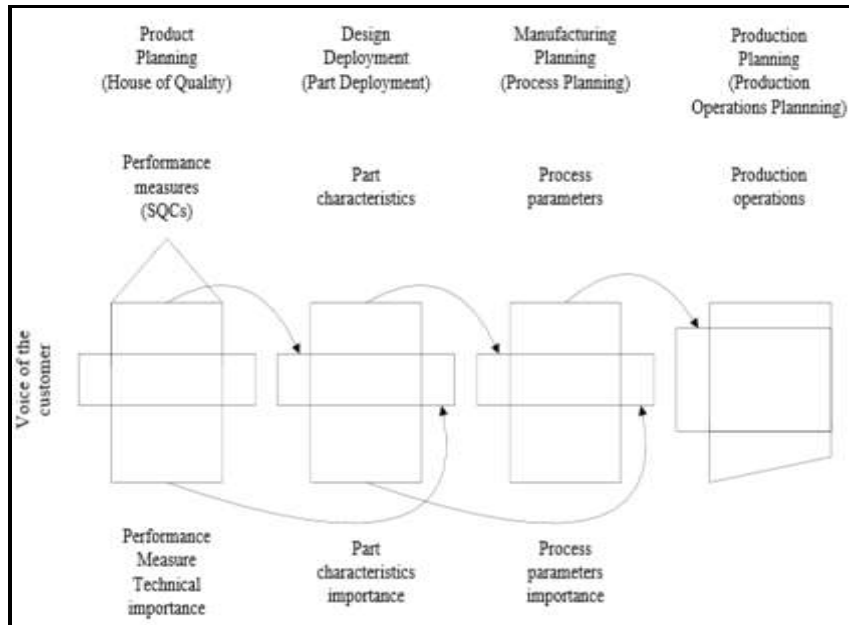 Product
Planning
(House of Quality)
Design
Deployment
(Part Deployment)
Manufacturing
Planning
(Process Planning)
Production
Planning
(Production
Operations Plannning)
Performance
measures
(SQCs)
Part
characteristics
Process
parameters
Production
operations
Voice of the
customer
Performance
Measure
Technical
importance
Part
characteristics
importance
Process
parameters
importance